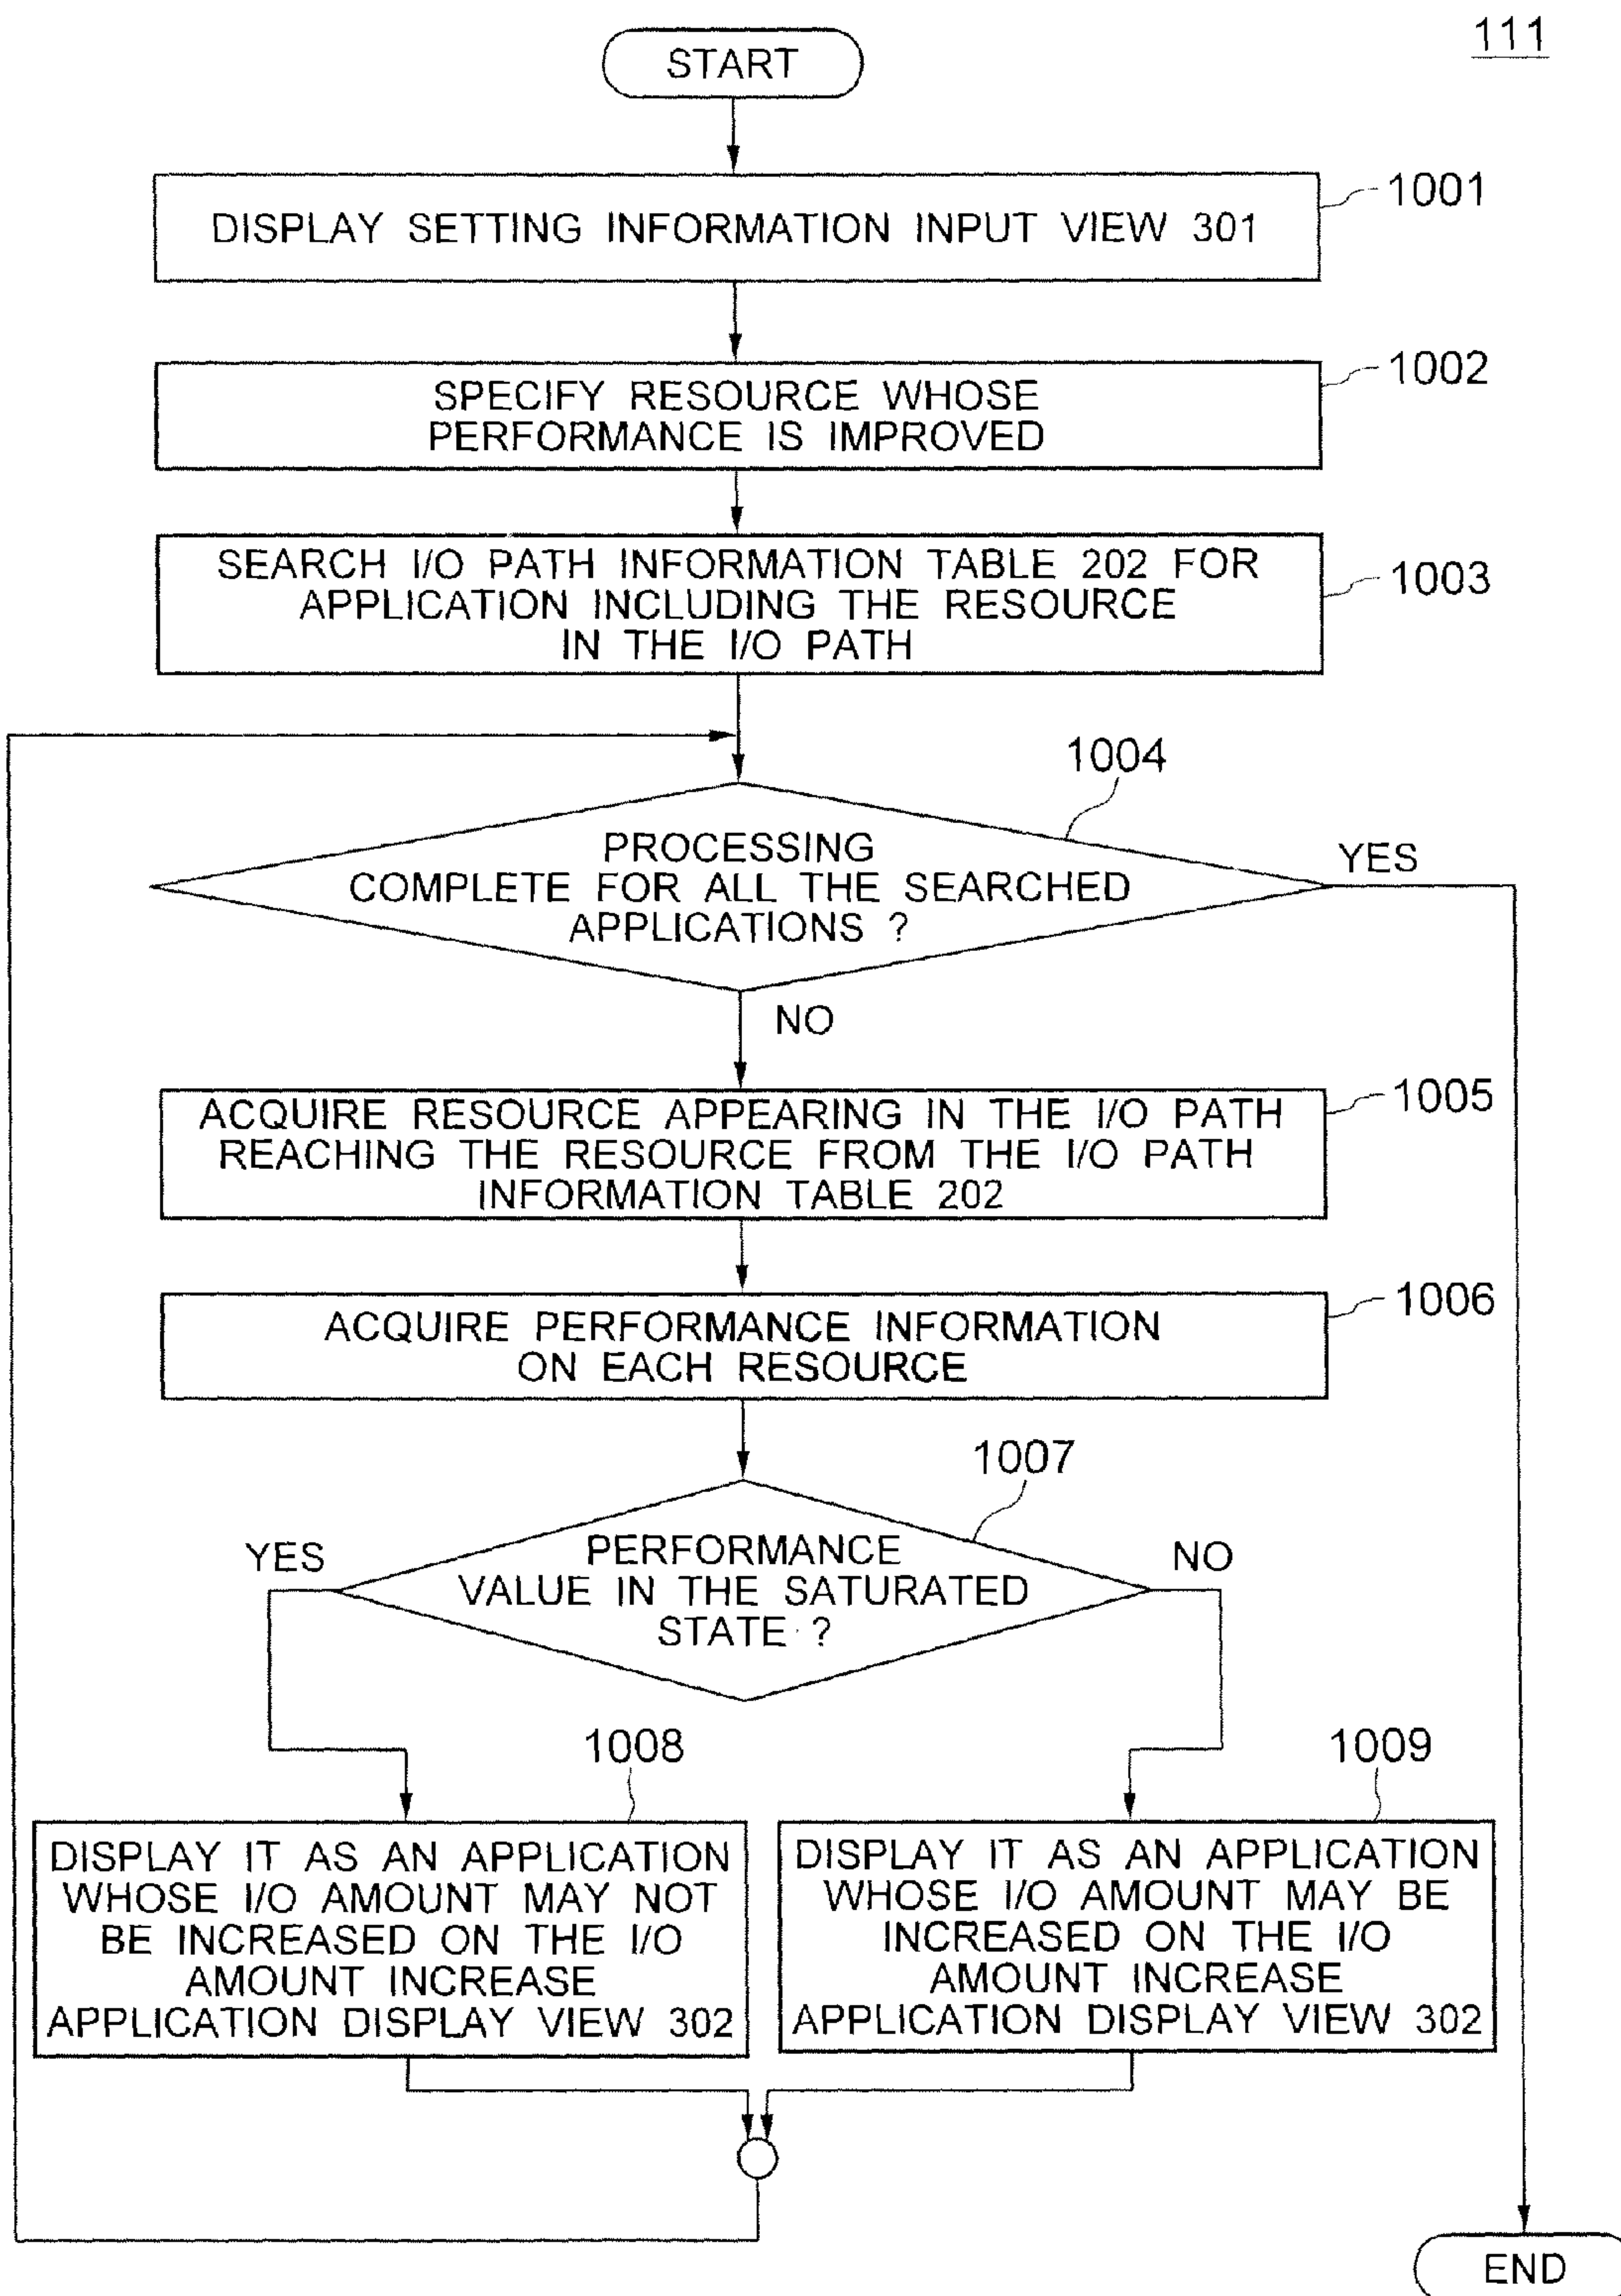 111
START
1001
DISPLAY SETTING INFORMATION INPUT VIEW 301
1002
SPECIFY RESOURCE WHOSE
PERFORMANCE IS IMPROVED
1003
SEARCH I/O PATH INFORMATION TABLE 202 FOR
APPLICATION INCLUDING THE RESOURCE
IN THE I/O PATH
1004
PROCESSING
COMPLETE FOR ALL THE SEARCHED
APPLICATIONS ?
YES
NO
1005
ACQUIRE RESOURCE APPEARING IN THE I/O PATH
REACHING THE RESOURCE FROM THE I/O PATH
INFORMATION TABLE 202
1006
ACQUIRE PERFORMANCE INFORMATION
ON EACH RESOURCE
1007
PERFORMANCE
VALUE IN THE SATURATED
STATE ?
YES
NO
1008
DISPLAY IT AS AN APPLICATION
WHOSE I/O AMOUNT MAY NOT
BE INCREASED ON THE I/O
AMOUNT INCREASE
APPLICATION DISPLAY VIEW 302
1009
DISPLAY IT AS AN APPLICATION
WHOSE I/O AMOUNT MAY BE
INCREASED ON THE I/O
AMOUNT INCREASE
APPLICATION DISPLAY VIEW 302
END